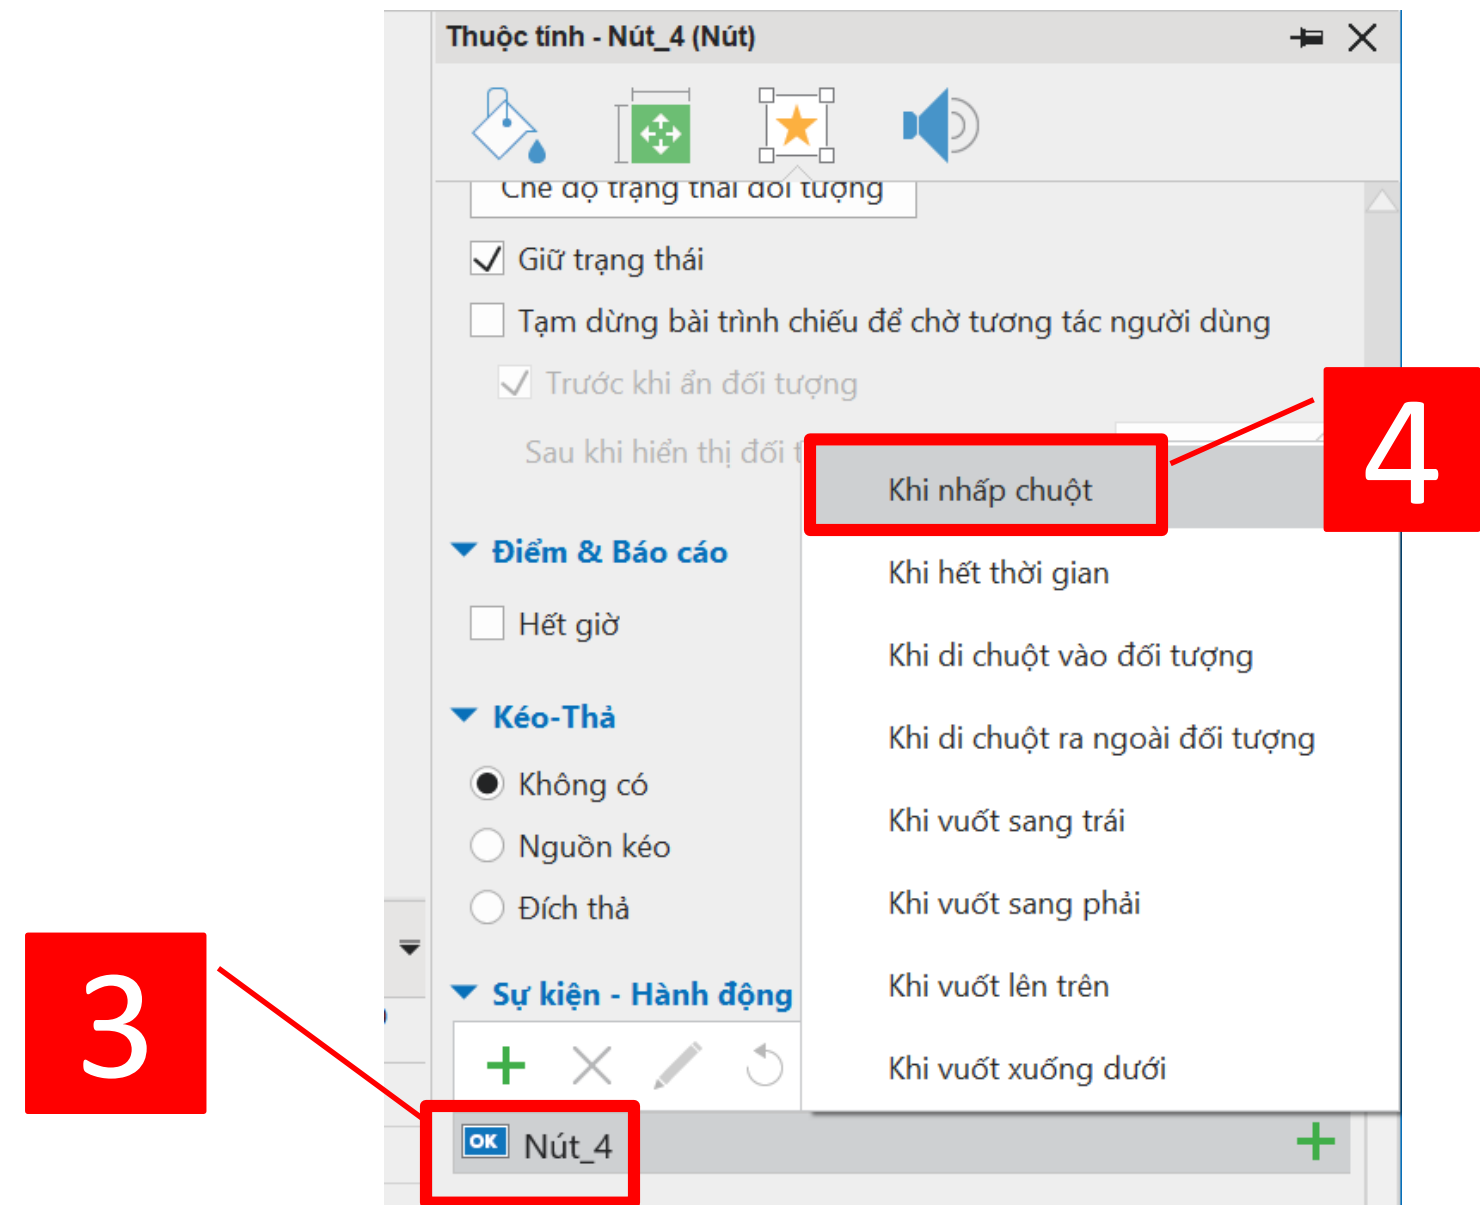 Thuộc tính - Nút_4 (Nút)
Chế độ trạng thái đối tượng
Giữ trạng thái
Tạm dừng bài trình chiếu để chờ tương tác người dùng
Trước khi ẩn đối tượng
Sau khi hiển thị đối t
4
Khi nhấp chuột
Điểm & Báo cáo
Khi hết thời gian
Hết giờ
Khi di chuột vào đối tượng
Kéo-Thả
Khi di chuột ra ngoài đối tượng
Không có
Khi vuốt sang trái
Nguồn kéo
Khi vuốt sang phải
Đích thả
Khi vuốt lên trên
Sự kiện - Hành động
3
Khi vuốt xuống dưới
OK Nút_4